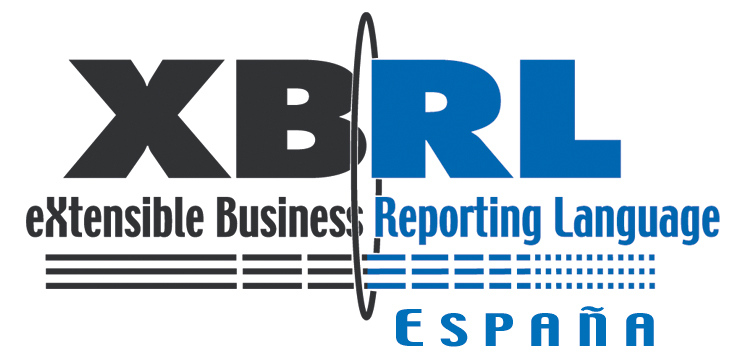 XBRL
eXtensible Business Reporting Language
ESPAÑA